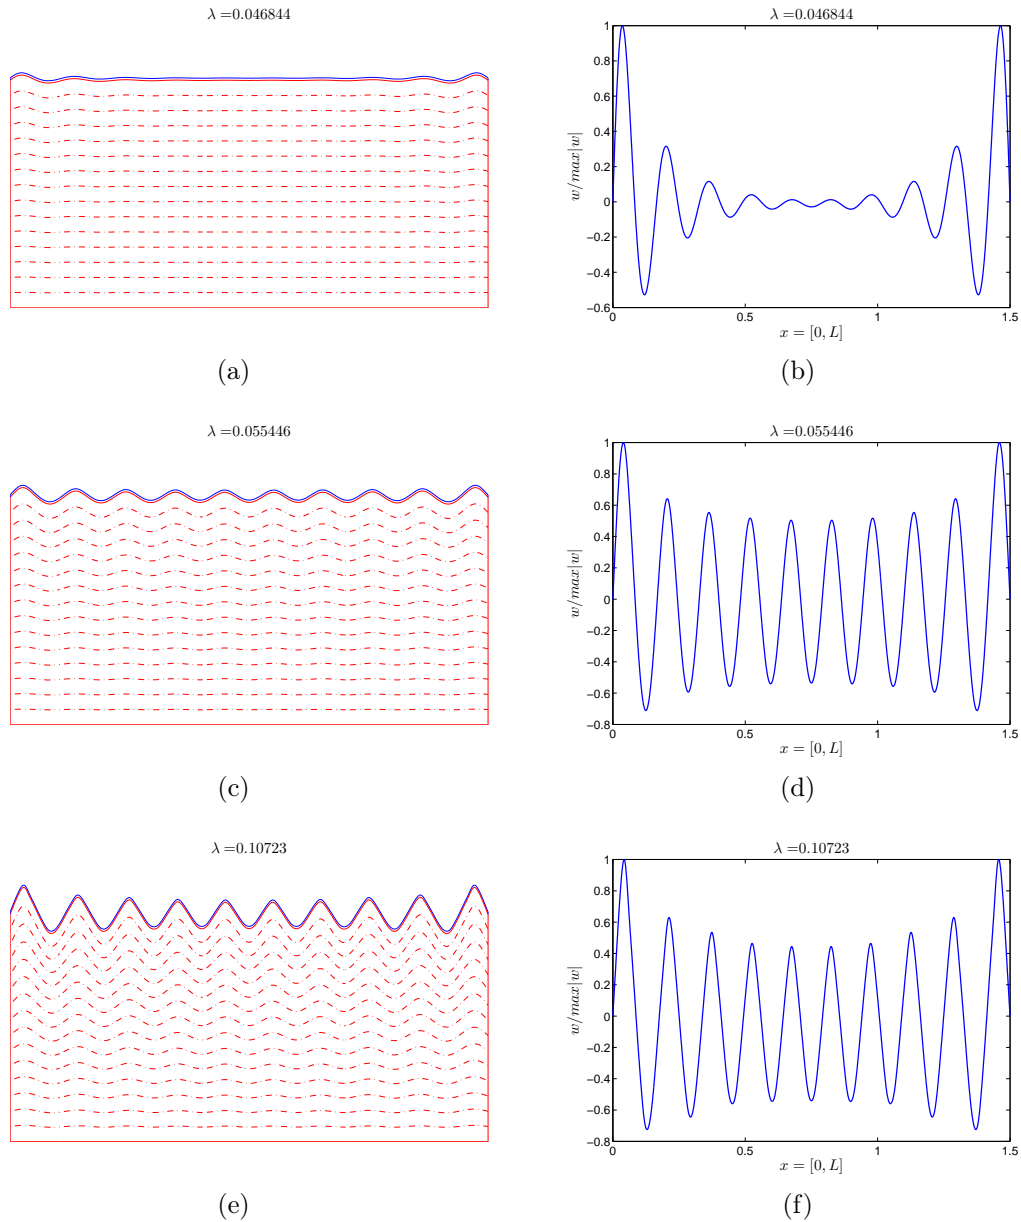 λ =0.046844
λ =0.046844
1
0.8
0.6
0.4
0.2
0
−0.2
−0.4
−0.6
w/max|w|
0
0.5
1
1.5
x = [0, L]
(a)
(b)
λ =0.055446
λ =0.055446
1
0.8
0.6
0.4
0.2
0
−0.2
−0.4
−0.6
−0.8
w/max|w|
0
0.5
1
1.5
x = [0, L]
(c)
(d)
λ =0.10723
λ =0.10723
1
0.8
0.6
0.4
0.2
0
−0.2
−0.4
−0.6
−0.8
w/max|w|
0
0.5
1
1.5
x = [0, L]
(e)
(f)